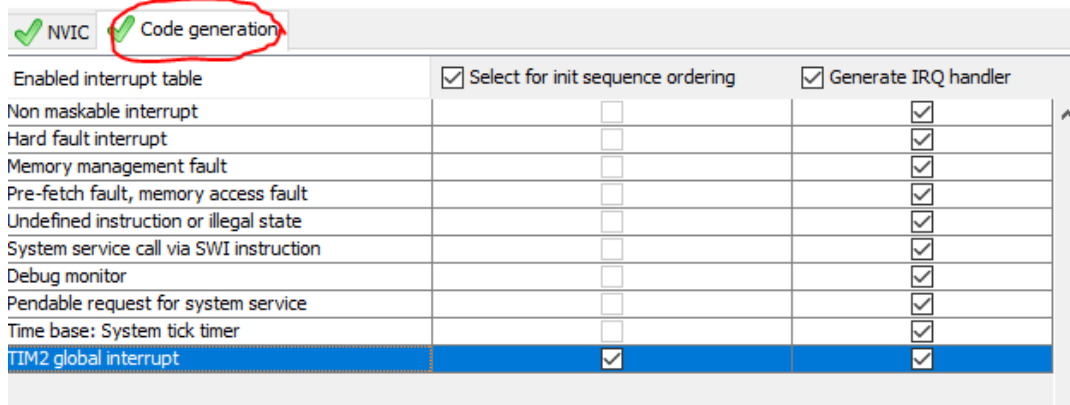 NVIC Code generation
Enabled interrupt table Select for init sequence ordering Generate IRQ handler
Non maskable interrupt
Hard fault interrupt
Memory management fault
Pre-fetch fault, memory access fault
Undefined instruction or illegal state
System service call via SWI instruction
Debug monitor
Pendable request for system service
Time base: System tick timer
TIM2 global interrupt